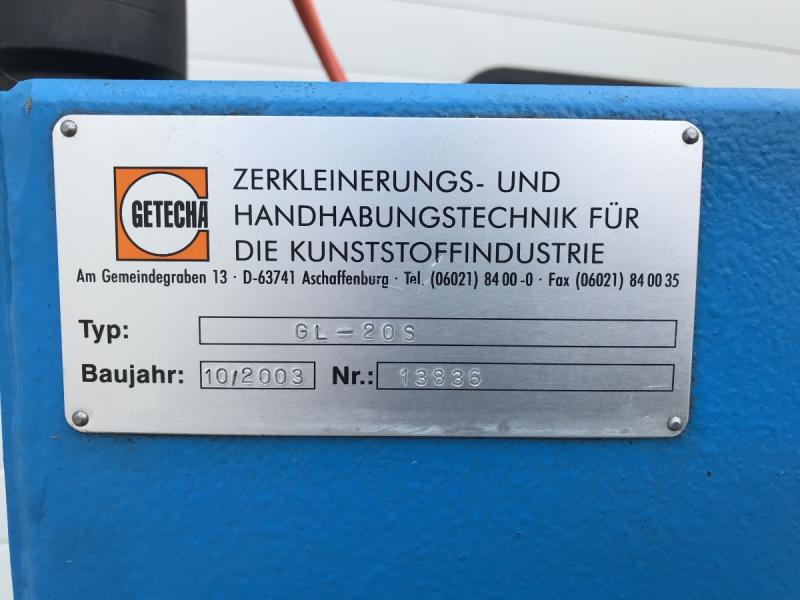 GETECHA
ZERKLEINERUNGS- UND
HANDHABUNGSTECHNIK FÜR
DIE KUNSTSTOFFINDUSTRIE
Am Gemeindegraben 13 · D-63741 Aschaffenburg · Tel. (06021) 84 00-0 · Fax (06021) 84 00 35
Typ: GL-20S
Baujahr: 10/2003 Nr.: 13836